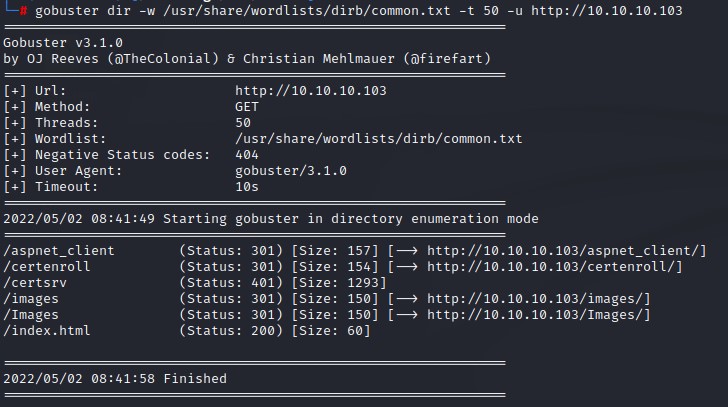 └─# gobuster dir -w /usr/share/wordlists/dirb/common.txt -t 50 -u http://10.10.10.103
===============================================================
Gobuster v3.1.0
by OJ Reeves (@TheColonial) & Christian Mehlmauer (@firefart)
===============================================================
[+] Url:                     http://10.10.10.103
[+] Method:                  GET
[+] Threads:                 50
[+] Wordlist:                /usr/share/wordlists/dirb/common.txt
[+] Negative Status codes:   404
[+] User Agent:              gobuster/3.1.0
[+] Timeout:                 10s
===============================================================
2022/05/02 08:41:49 Starting gobuster in directory enumeration mode
===============================================================
/aspnet_client        (Status: 301) [Size: 157] [--> http://10.10.10.103/aspnet_client/]
/certenroll           (Status: 301) [Size: 154] [--> http://10.10.10.103/certenroll/]
/certsrv              (Status: 401) [Size: 1293]
/images               (Status: 301) [Size: 150] [--> http://10.10.10.103/images/]
/Images               (Status: 301) [Size: 150] [--> http://10.10.10.103/Images/]
/index.html           (Status: 200) [Size: 60]
===============================================================
2022/05/02 08:41:58 Finished
===============================================================